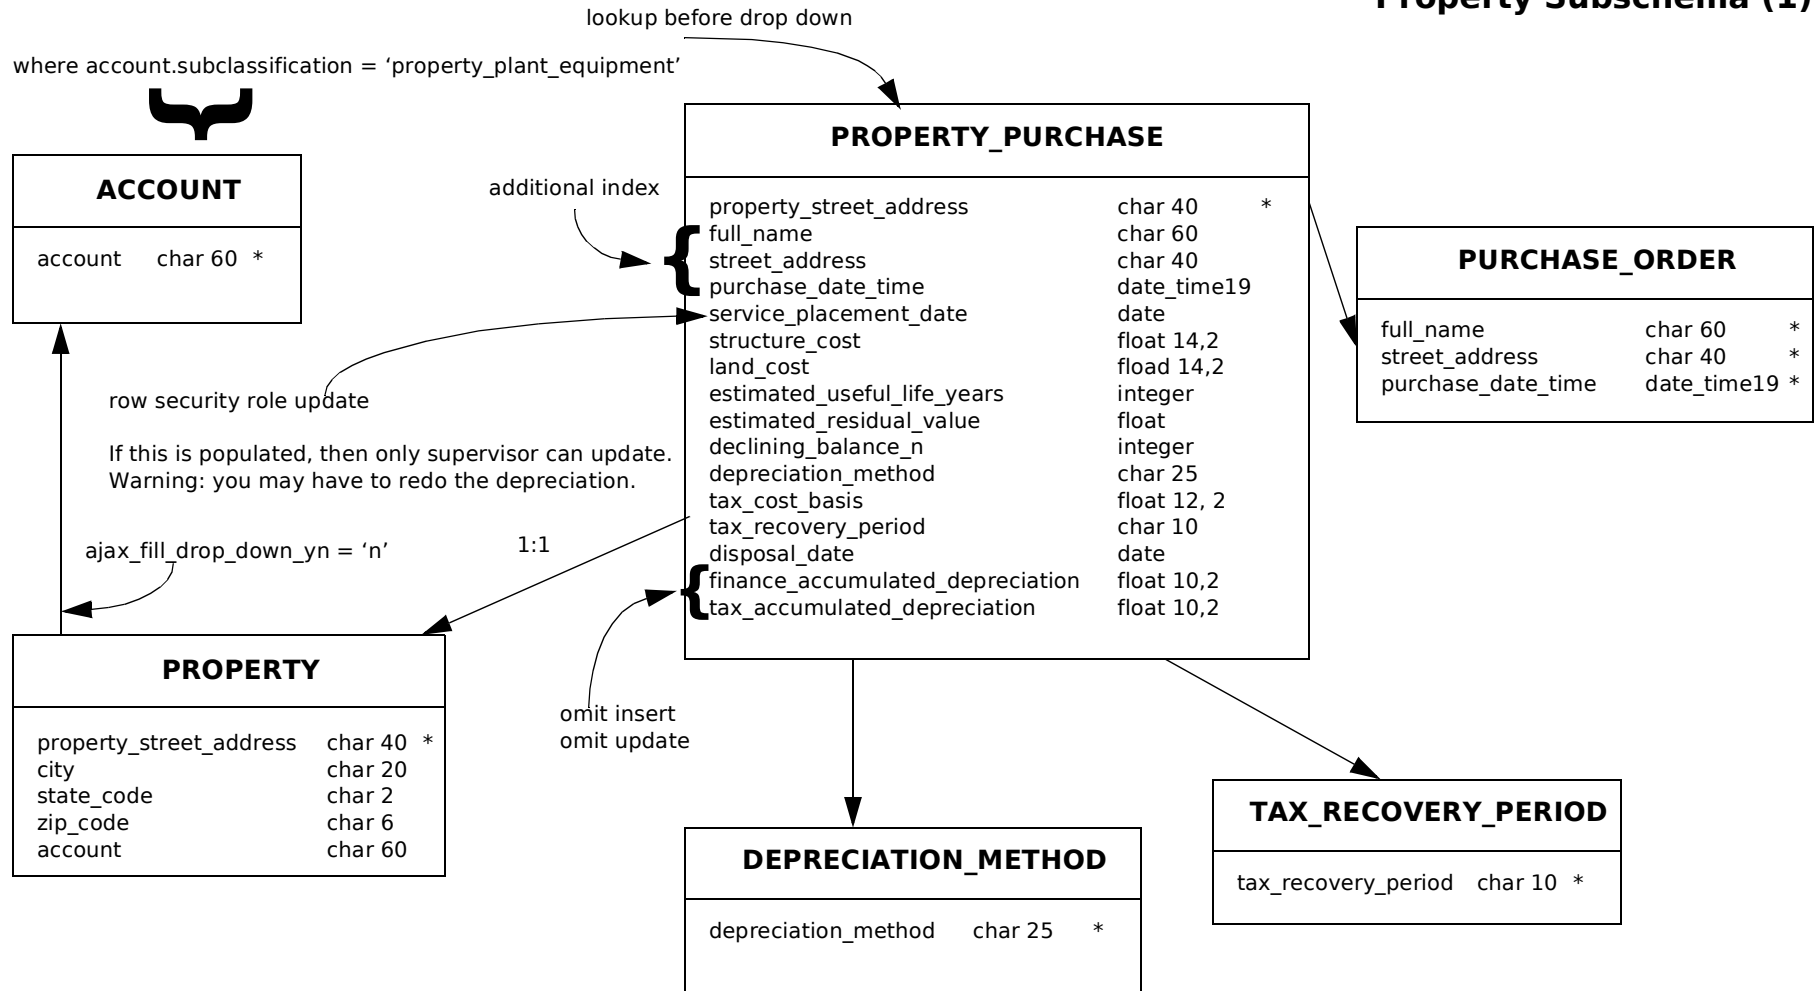 Property Subschema (1)
lookup before drop down
where account.subclassification = ‘property_plant_equipment’
ACCOUNT
account char 60 *
additional index
PROPERTY_PURCHASE
property_street_address char 40 *
full_name char 60
street_address char 40
purchase_date_time date_time19
service_placement_date date
structure_cost float 14,2
land_cost fload 14,2
estimated_useful_life_years integer
estimated_residual_value float
declining_balance_n integer
depreciation_method char 25
tax_cost_basis float 12, 2
tax_recovery_period char 10
disposal_date date
finance_accumulated_depreciation float 10,2
tax_accumulated_depreciation float 10,2
PURCHASE_ORDER
full_name char 60 *
street_address char 40 *
purchase_date_time date_time19 *
row security role update
If this is populated, then only supervisor can update.
Warning: you may have to redo the depreciation.
ajax_fill_drop_down_yn = ‘n’
1:1
PROPERTY
property_street_address char 40 *
city char 20
state_code char 2
zip_code char 6
account char 60
omit insert
omit update
DEPRECIATION_METHOD
depreciation_method char 25 *
TAX_RECOVERY_PERIOD
tax_recovery_period char 10 *